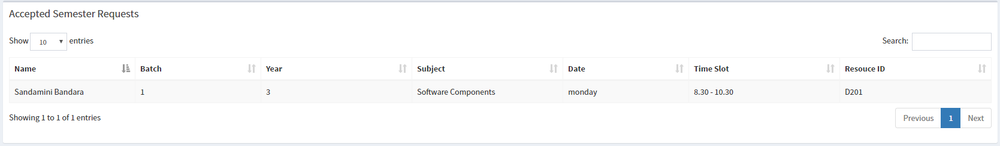 Accepted Semester Requests
Show 10 entries Search:
Name Batch Year Subject Date Time Slot Resouce ID
Sandamini Bandara 1 3 Software Components monday 8.30 - 10.30 D201
Showing 1 to 1 of 1 entries Previous 1 Next